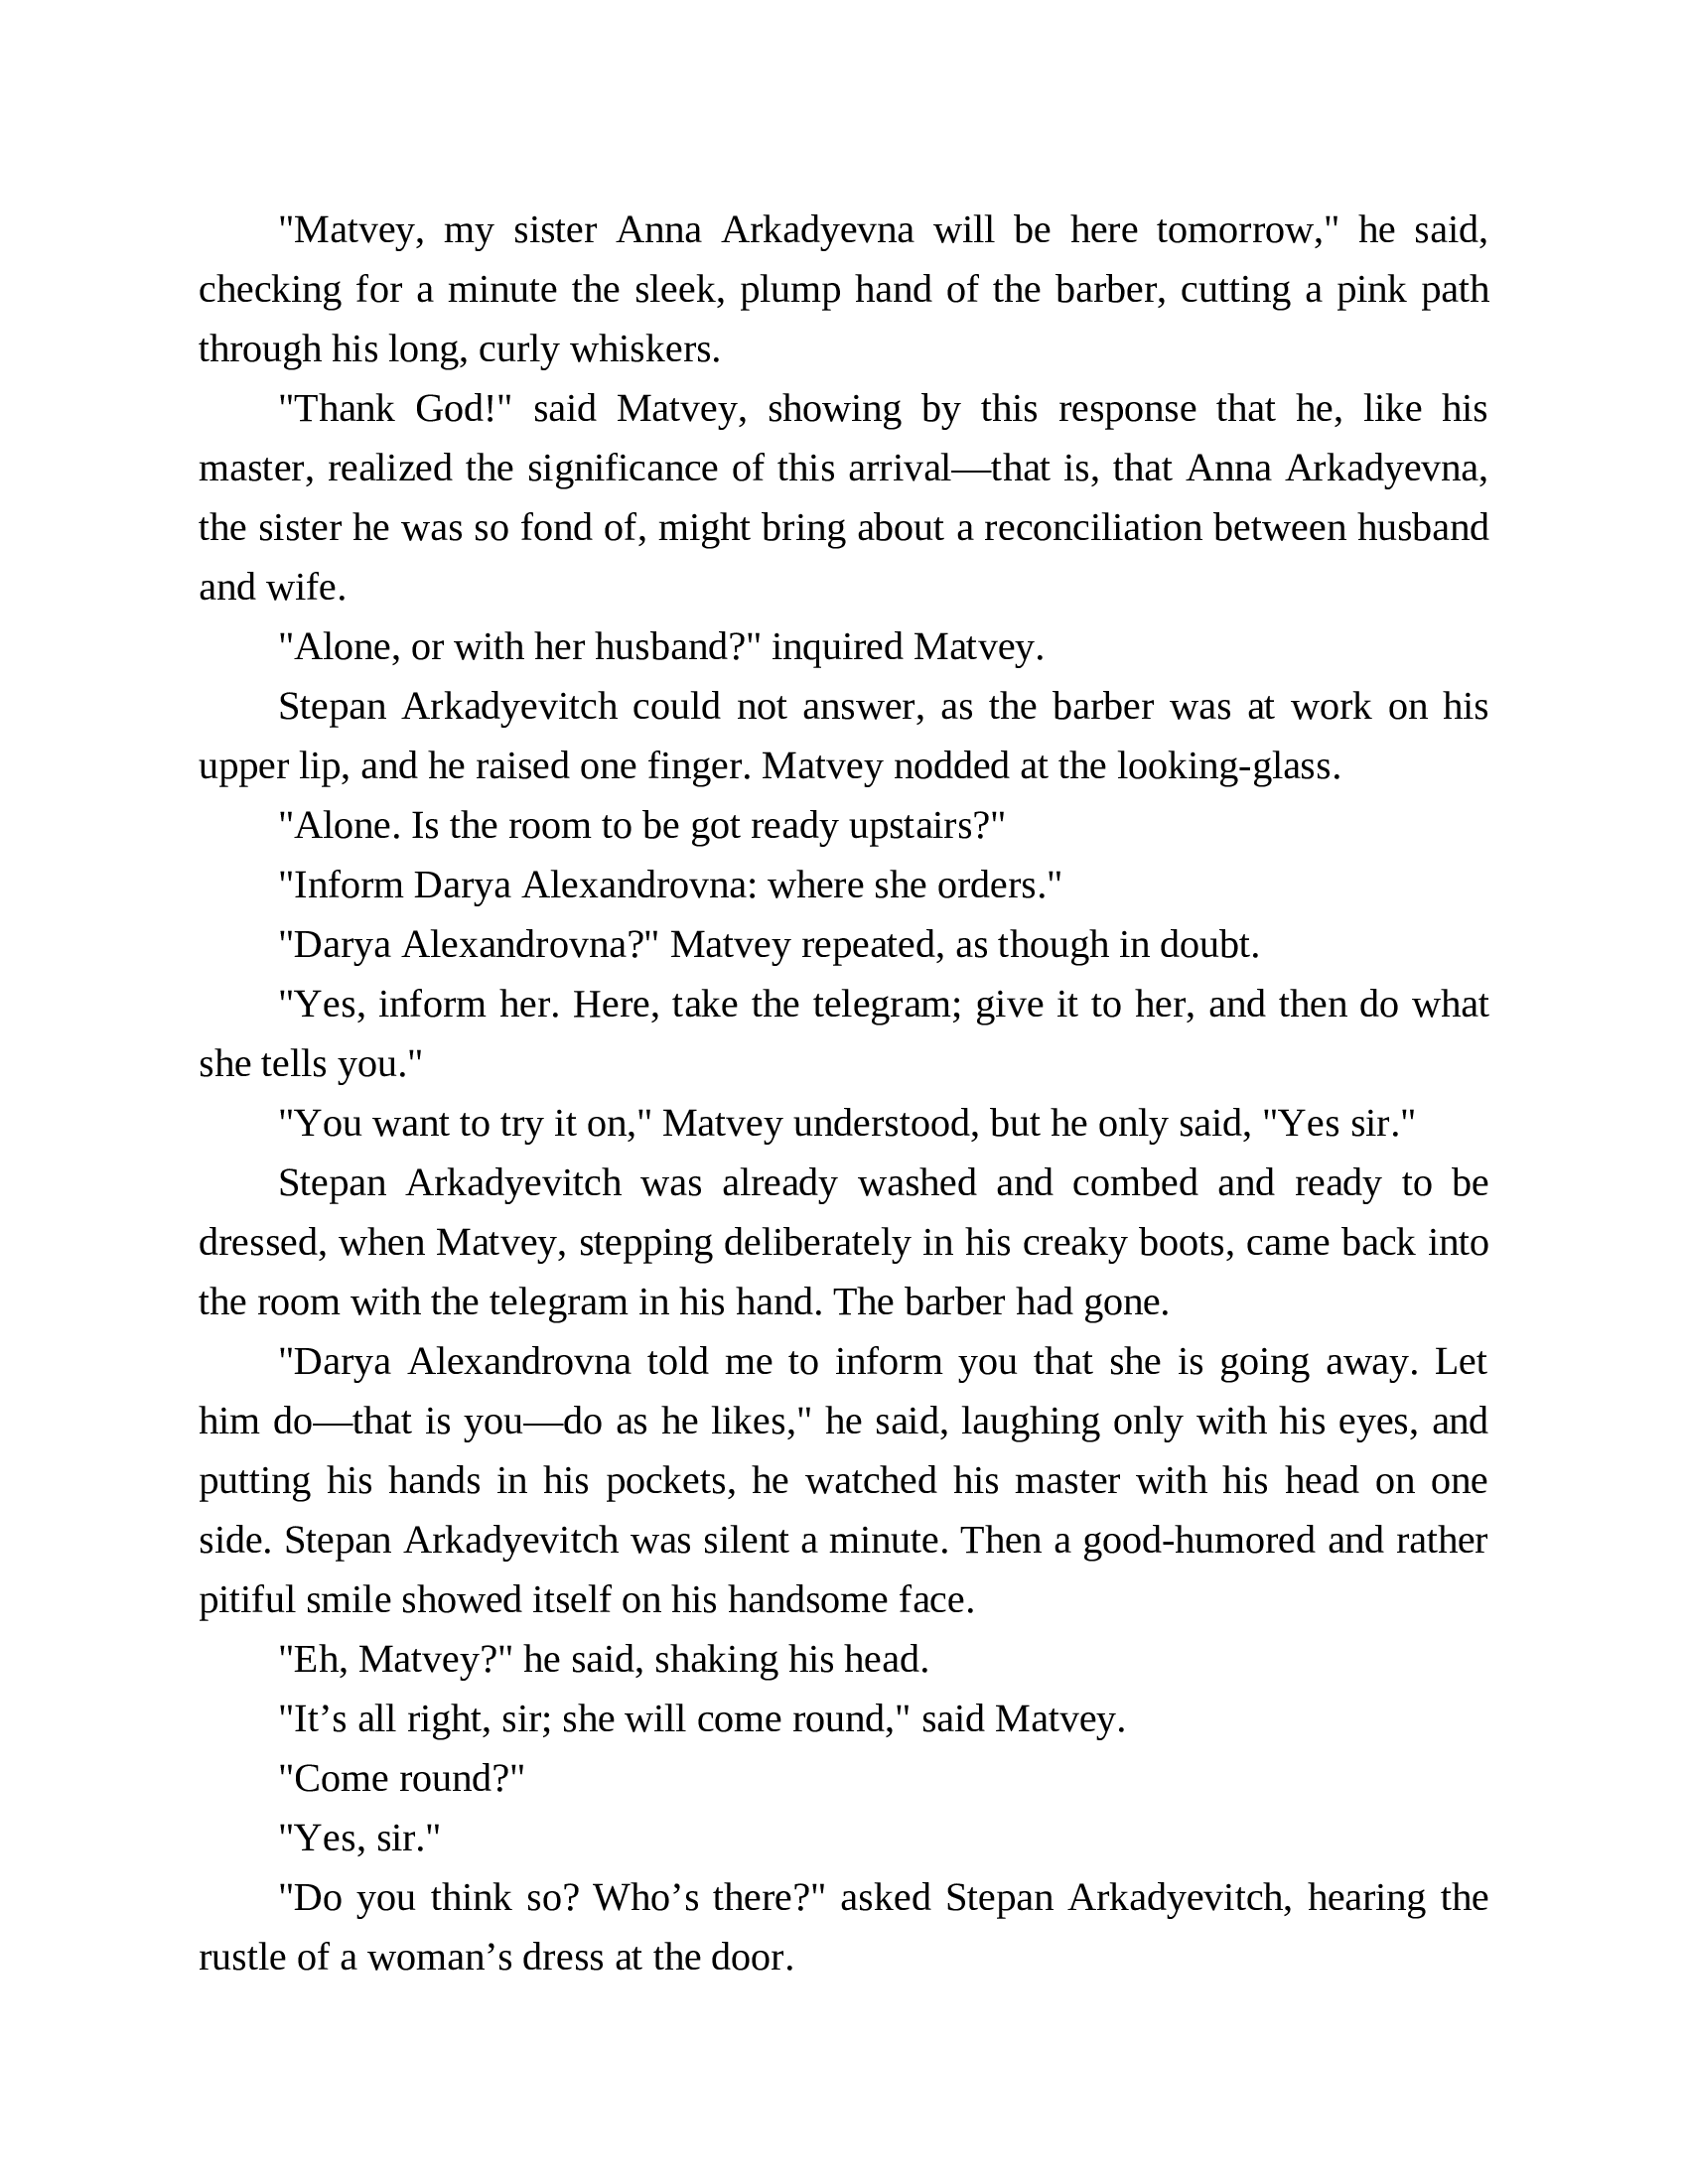 "Matvey, my sister Anna Arkadyevna will be here tomorrow," he said,
checking for a minute the sleek, plump hand of the barber, cutting a pink path
through his long, curly whiskers.
"Thank God!" said Matvey, showing by this response that he, like his
master, realized the significance of this arrival—that is, that Anna Arkadyevna,
the sister he was so fond of, might bring about a reconciliation between husband
and wife.
"Alone, or with her husband?" inquired Matvey.
Stepan Arkadyevitch could not answer, as the barber was at work on his
upper lip, and he raised one finger. Matvey nodded at the looking-glass.
"Alone. Is the room to be got ready upstairs?"
"Inform Darya Alexandrovna: where she orders."
"Darya Alexandrovna?" Matvey repeated, as though in doubt.
"Yes, inform her. Here, take the telegram; give it to her, and then do what
she tells you."
"You want to try it on," Matvey understood, but he only said, "Yes sir."
Stepan Arkadyevitch was already washed and combed and ready to be
dressed, when Matvey, stepping deliberately in his creaky boots, came back into
the room with the telegram in his hand. The barber had gone.
"Darya Alexandrovna told me to inform you that she is going away. Let
him do—that is you—do as he likes," he said, laughing only with his eyes, and
putting his hands in his pockets, he watched his master with his head on one
side. Stepan Arkadyevitch was silent a minute. Then a good-humored and rather
pitiful smile showed itself on his handsome face.
"Eh, Matvey?" he said, shaking his head.
"It’s all right, sir; she will come round," said Matvey.
"Come round?"
"Yes, sir."
"Do you think so? Who’s there?" asked Stepan Arkadyevitch, hearing the
rustle of a woman’s dress at the door.